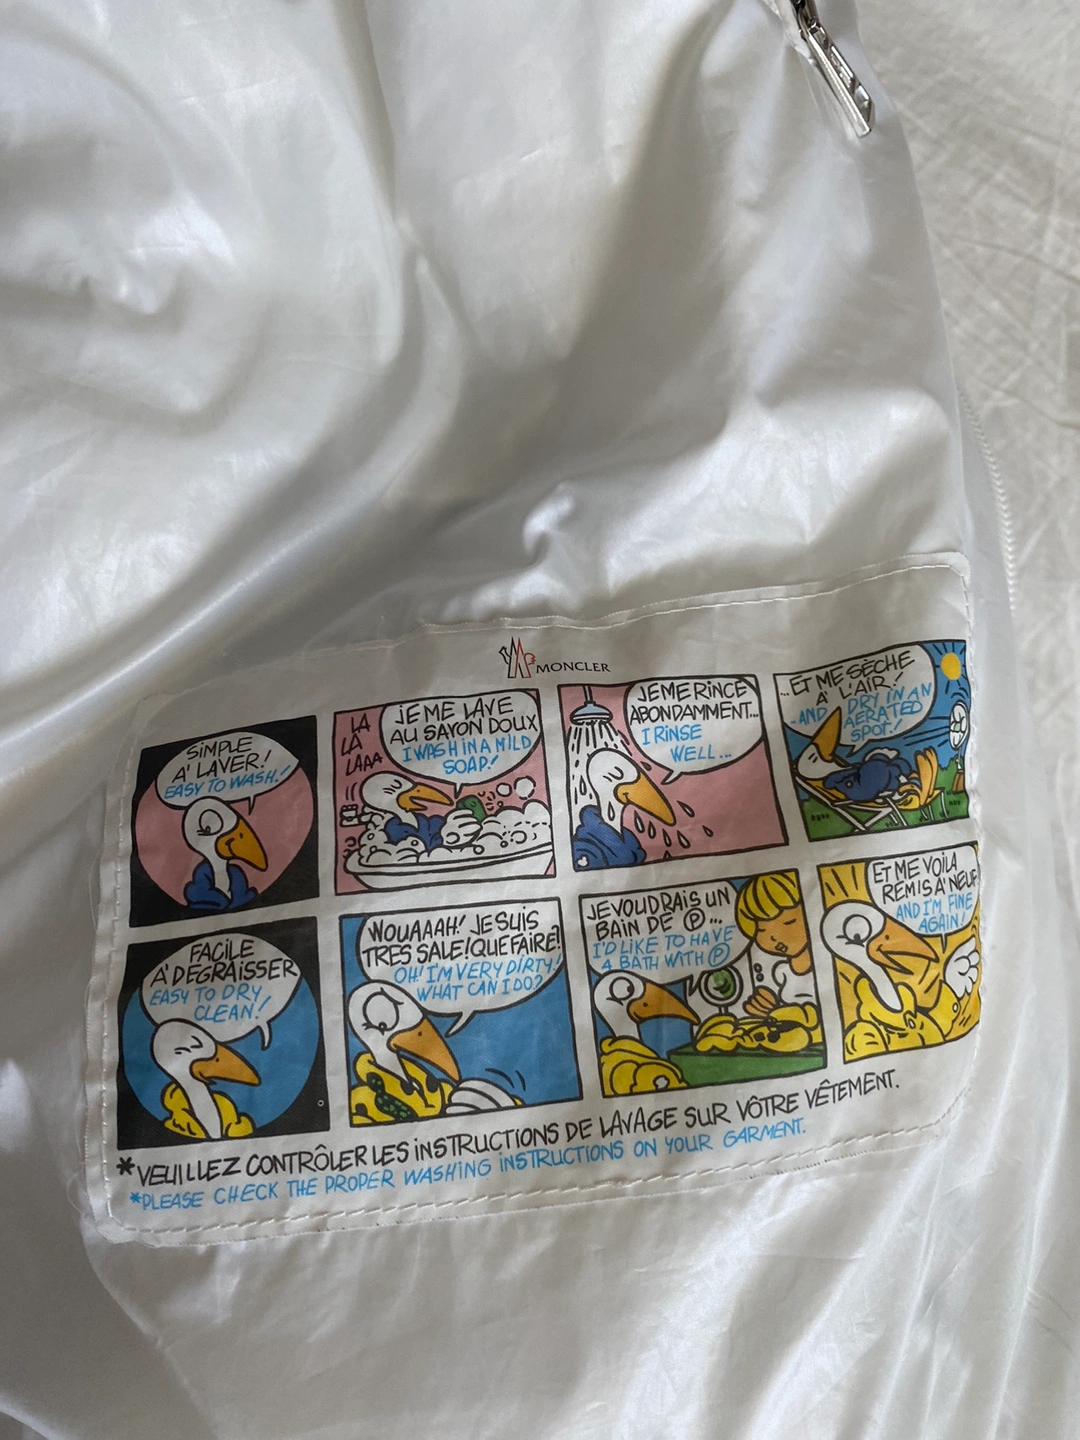 MONCLER
SIMPLE
A' LAVER!
EASY TO WASH!
LA
LA
LAAA
JE ME LAVE
AU SAVON DOUX
I WASH IN A MILD
SOAP!
JE ME RINCE
ABONDAMMENT...
I RINSE
WELL...
...ET ME SÈCHE
A' L'AIR!
...AND DRY IN AN
AERATED
SPOT!
FACILE
A' DEGRAISSER
EASY TO DRY
CLEAN!
WOUAAAH! JE SUIS
TRES SALE! QUE FAIRE?
OH! I'M VERY DIRTY!
WHAT CAN I DO?
JE VOUDRAIS UN
BAIN DE Ⓟ...
I'D LIKE TO HAVE
A BATH WITH Ⓟ
ET ME VOILA
REMIS A' NEUF
AND I'M FINE
AGAIN!
*VEUILLEZ CONTRÔLER LES INSTRUCTIONS DE LAVAGE SUR VÔTRE VÊTEMENT.
*PLEASE CHECK THE PROPER WASHING INSTRUCTIONS ON YOUR GARMENT.